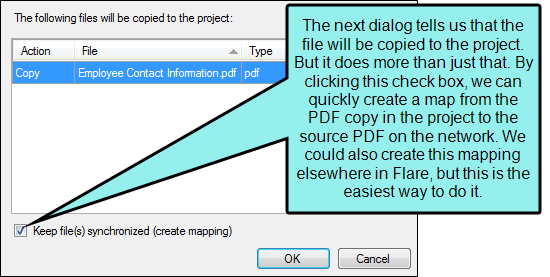 The following files will be copied to the project:
Action File Type
Copy Employee Contact Information.pdf pdf
The next dialog tells us that the
file will be copied to the project.
But it does more than just that. By
clicking this check box, we can
quickly create a map from the
PDF copy in the project to the
source PDF on the network. We
could also create this mapping
elsewhere in Flare, but this is the
easiest way to do it.
Keep file(s) synchronized (create mapping)
OK Cancel